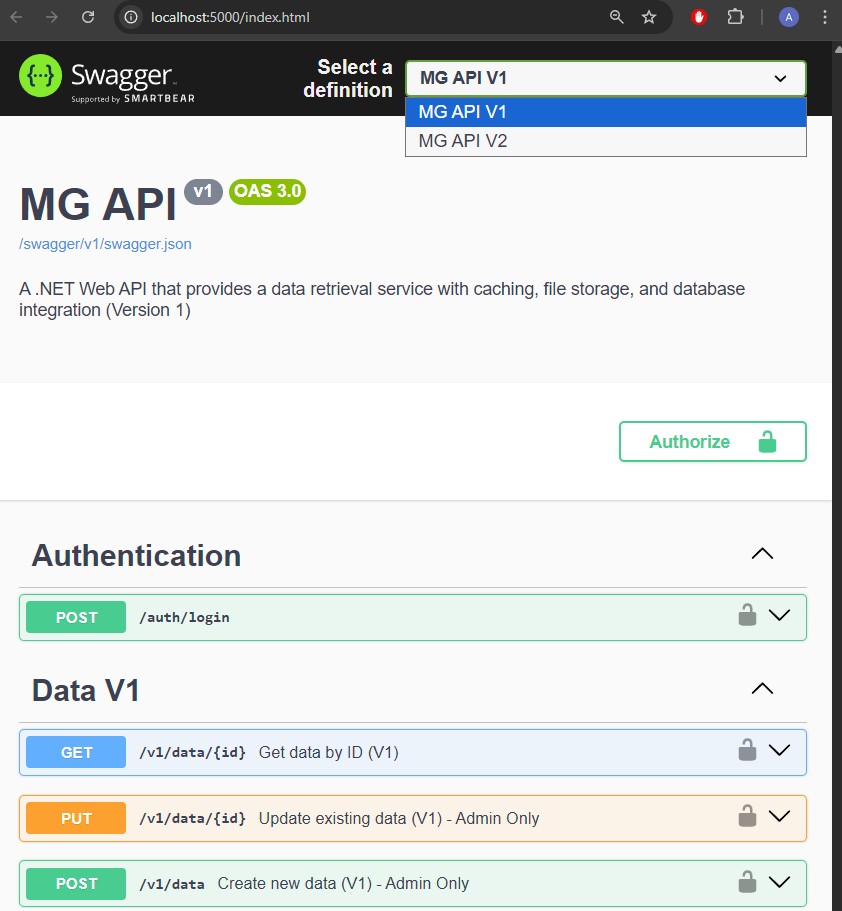 localhost:5000/index.html
A
{···} Swagger
Supported by SMARTBEAR
Select a definition
MG API V1
MG API V1
MG API V2
MG API v1 OAS 3.0
/swagger/v1/swagger.json
A .NET Web API that provides a data retrieval service with caching, file storage, and database
integration (Version 1)
Authorize
Authentication
POST /auth/login
Data V1
GET /v1/data/{id} Get data by ID (V1)
PUT /v1/data/{id} Update existing data (V1) - Admin Only
POST /v1/data Create new data (V1) - Admin Only